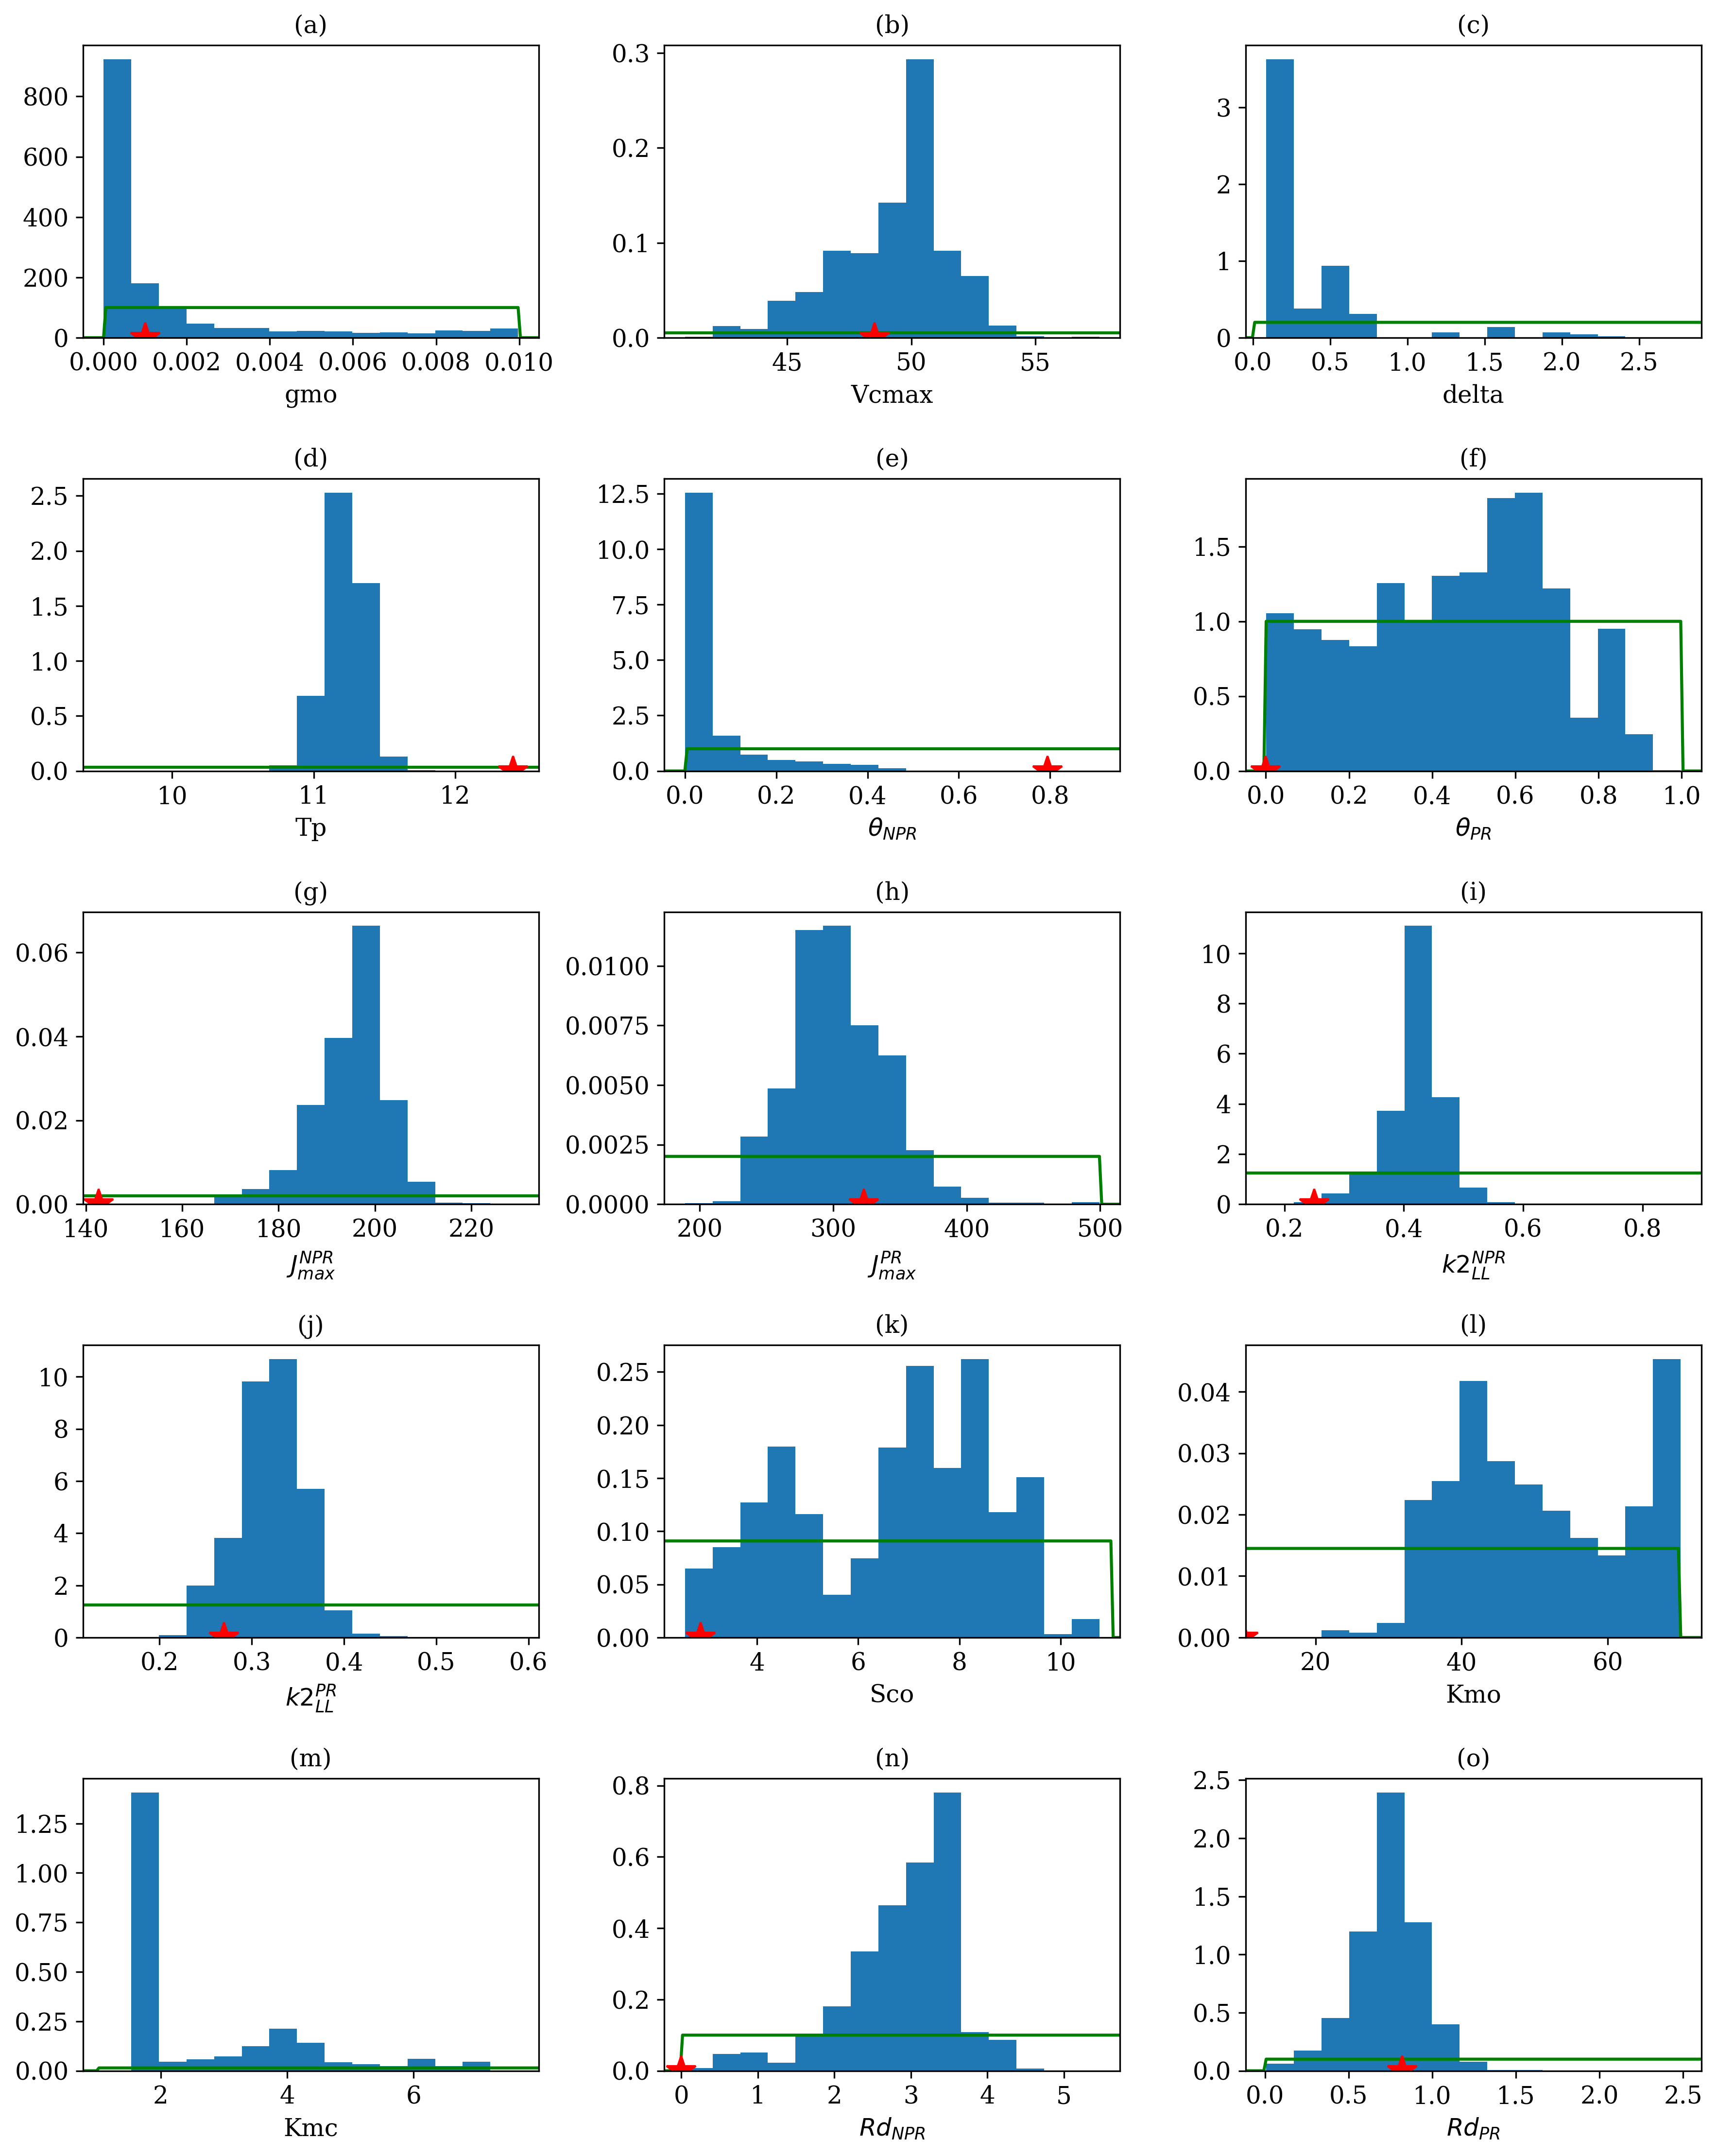 (a) (b) (c)
800 600 400 200 0
0.000 0.002 0.004 0.006 0.008 0.010
gmo
0.3 0.2 0.1 0.0
45 50 55
Vcmax
3 2 1 0
0.0 0.5 1.0 1.5 2.0 2.5
delta
(d) (e) (f)
2.5 2.0 1.5 1.0 0.5 0.0
10 11 12
Tp
12.5 10.0 7.5 5.0 2.5 0.0
0.0 0.2 0.4 0.6 0.8
θNPR
1.5 1.0 0.5 0.0
0.0 0.2 0.4 0.6 0.8 1.0
θPR
(g) (h) (i)
0.06 0.04 0.02 0.00
140 160 180 200 220
J NPR max
0.0100 0.0075 0.0050 0.0025 0.0000
200 300 400 500
J PR max
10 8 6 4 2 0
0.2 0.4 0.6 0.8
k2 NPR LL
(j) (k) (l)
10 8 6 4 2 0
0.2 0.3 0.4 0.5 0.6
k2 PR LL
0.25 0.20 0.15 0.10 0.05 0.00
4 6 8 10
Sco
0.04 0.03 0.02 0.01 0.00
20 40 60
Kmo
(m) (n) (o)
1.25 1.00 0.75 0.50 0.25 0.00
2 4 6
Kmc
0.8 0.6 0.4 0.2 0.0
0 1 2 3 4 5
RdNPR
2.5 2.0 1.5 1.0 0.5 0.0
0.0 0.5 1.0 1.5 2.0 2.5
RdPR